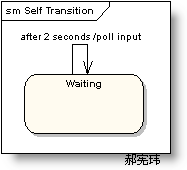 sm Self Transition
after 2 seconds /poll input
Waiting
郝宪玮